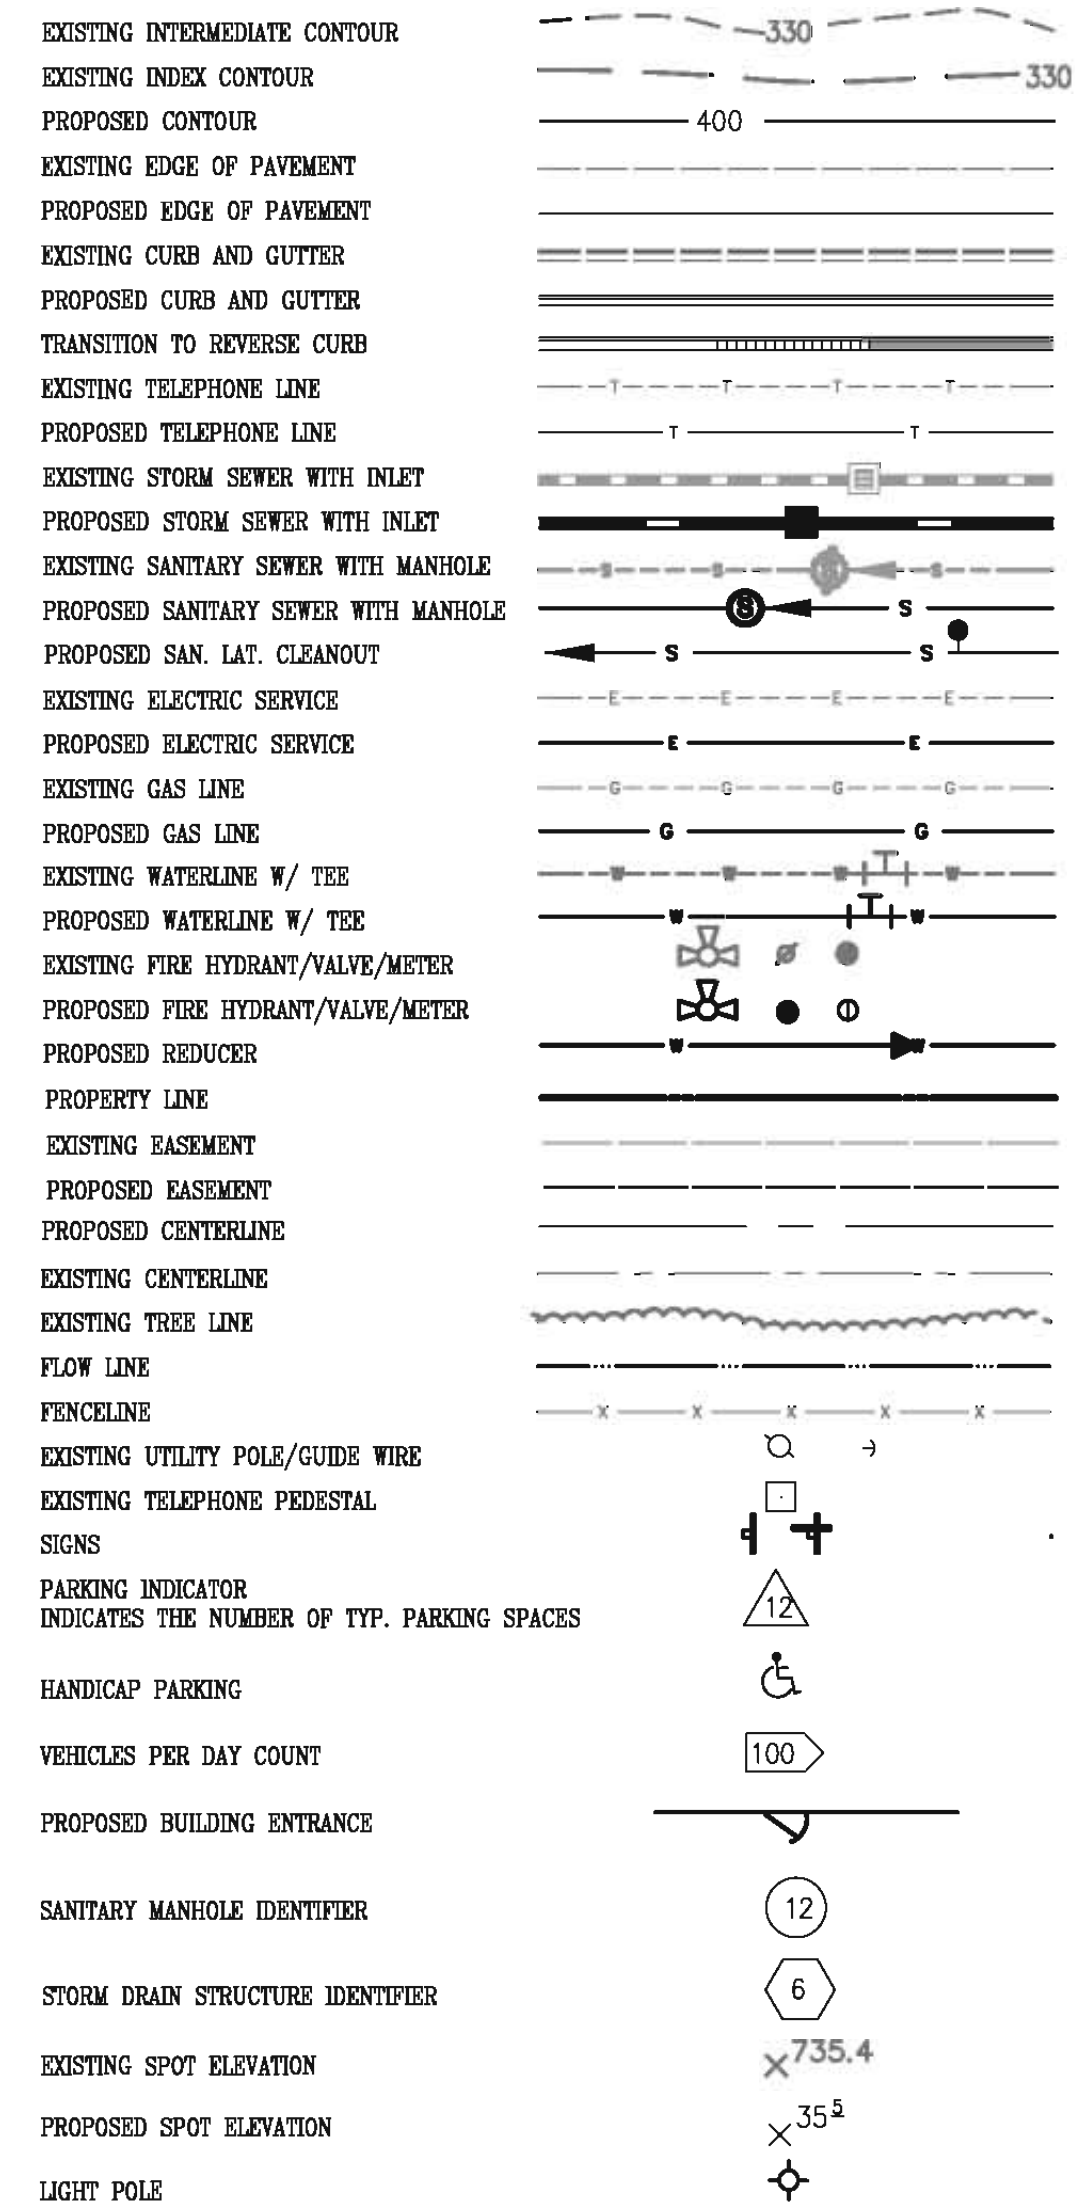 EXISTING INTERMEDIATE CONTOUR 330
EXISTING INDEX CONTOUR 330
PROPOSED CONTOUR 400
EXISTING EDGE OF PAVEMENT
PROPOSED EDGE OF PAVEMENT
EXISTING CURB AND GUTTER
PROPOSED CURB AND GUTTER
TRANSITION TO REVERSE CURB
EXISTING TELEPHONE LINE T T T T
PROPOSED TELEPHONE LINE T T
EXISTING STORM SEWER WITH INLET
PROPOSED STORM SEWER WITH INLET
EXISTING SANITARY SEWER WITH MANHOLE S S S S
PROPOSED SANITARY SEWER WITH MANHOLE S S
PROPOSED SAN. LAT. CLEANOUT S S
EXISTING ELECTRIC SERVICE E E E E
PROPOSED ELECTRIC SERVICE E E
EXISTING GAS LINE G G G G
PROPOSED GAS LINE G G
EXISTING WATERLINE W/ TEE W W W W
PROPOSED WATERLINE W/ TEE W W
EXISTING FIRE HYDRANT/VALVE/METER
PROPOSED FIRE HYDRANT/VALVE/METER
PROPOSED REDUCER W W
PROPERTY LINE
EXISTING EASEMENT
PROPOSED EASEMENT
PROPOSED CENTERLINE
EXISTING CENTERLINE
EXISTING TREE LINE
FLOW LINE
FENCELINE X X X X X
EXISTING UTILITY POLE/GUIDE WIRE
EXISTING TELEPHONE PEDESTAL
SIGNS
PARKING INDICATOR
INDICATES THE NUMBER OF TYP. PARKING SPACES 12
HANDICAP PARKING
VEHICLES PER DAY COUNT 100
PROPOSED BUILDING ENTRANCE
SANITARY MANHOLE IDENTIFIER 12
STORM DRAIN STRUCTURE IDENTIFIER 6
EXISTING SPOT ELEVATION 735.4
PROPOSED SPOT ELEVATION 35 5
LIGHT POLE